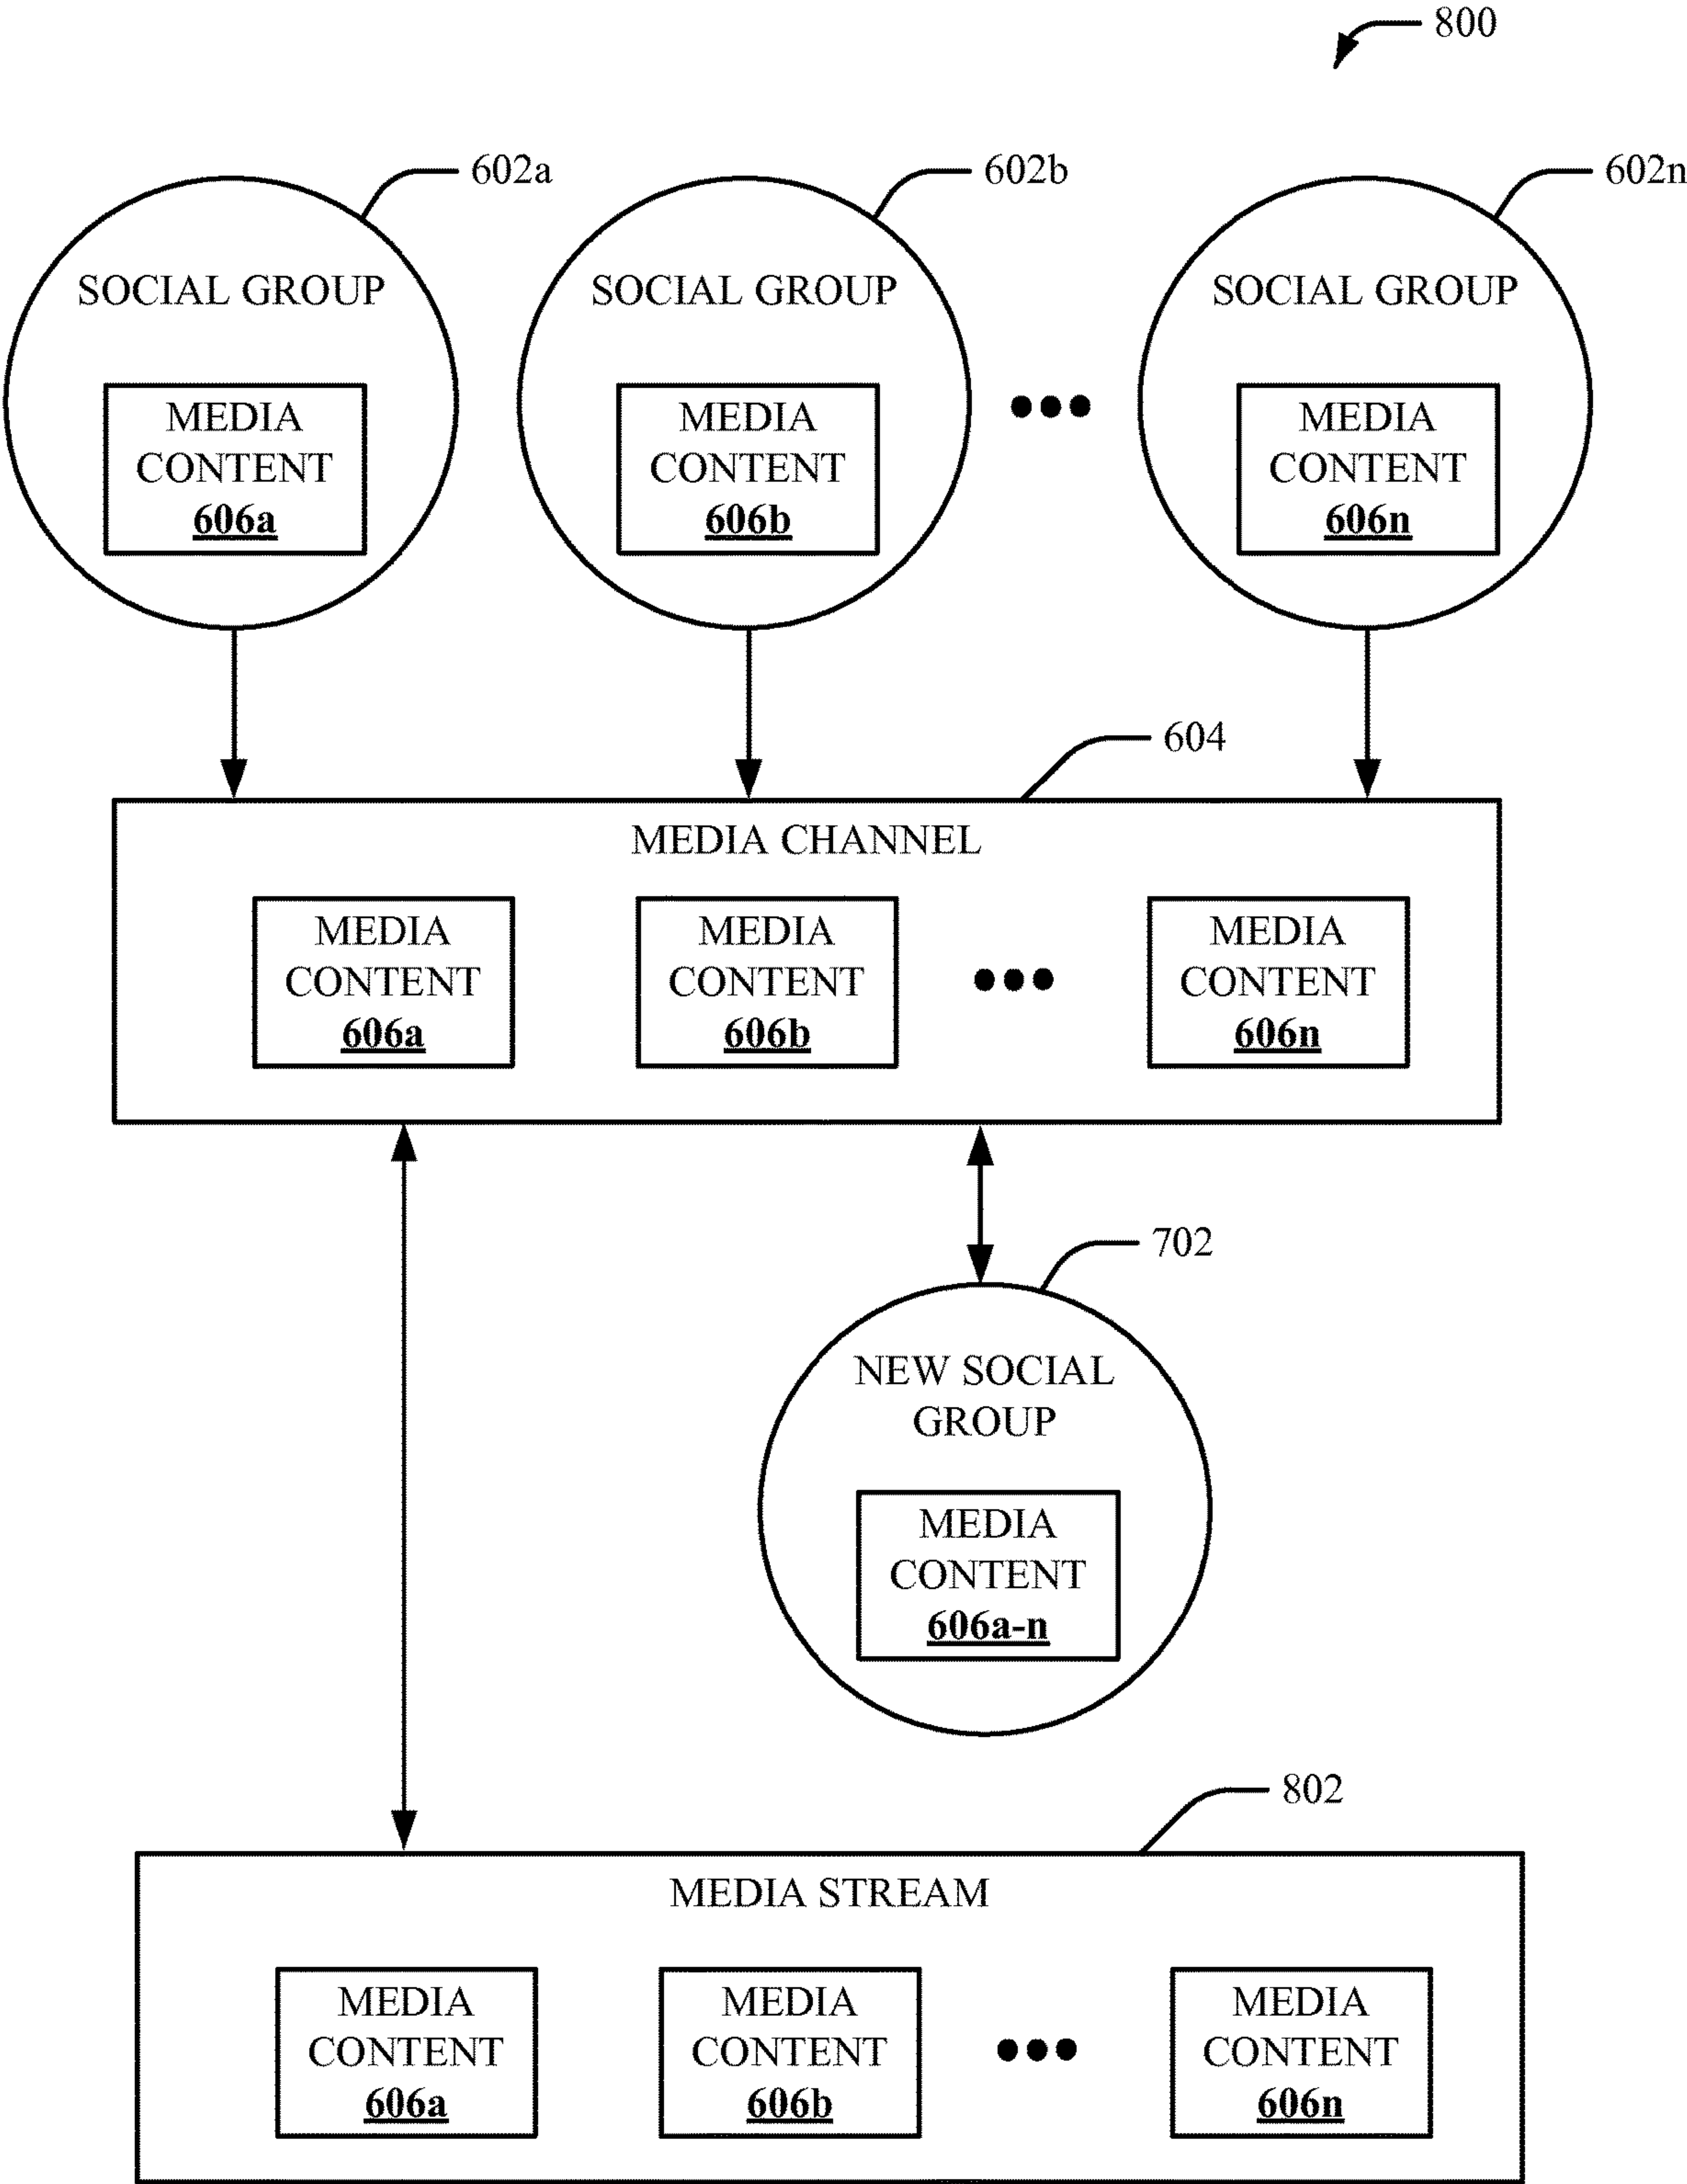 800
602a
602b
602n
SOCIAL GROUP
SOCIAL GROUP
SOCIAL GROUP
MEDIA
CONTENT
606a
MEDIA
CONTENT
606b
MEDIA
CONTENT
606n
604
MEDIA CHANNEL
MEDIA
CONTENT
606a
MEDIA
CONTENT
606b
MEDIA
CONTENT
606n
702
NEW SOCIAL
GROUP
MEDIA
CONTENT
606a-n
802
MEDIA STREAM
MEDIA
CONTENT
606a
MEDIA
CONTENT
606b
MEDIA
CONTENT
606n